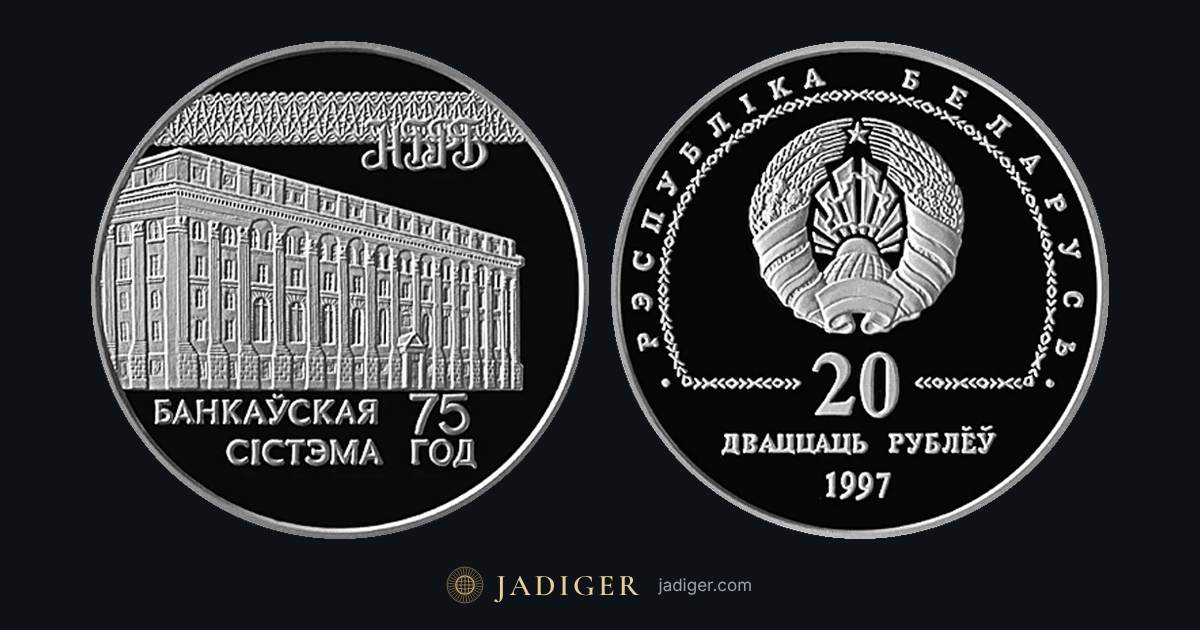 НБРБ
БАНКАЎСКАЯ 75
СІСТЭМА ГОД
РЭСПУБЛІКА БЕЛАРУСЬ
20
ДВАЦЦАЦЬ РУБЛЁЎ
1997
JADIGER jadiger.com